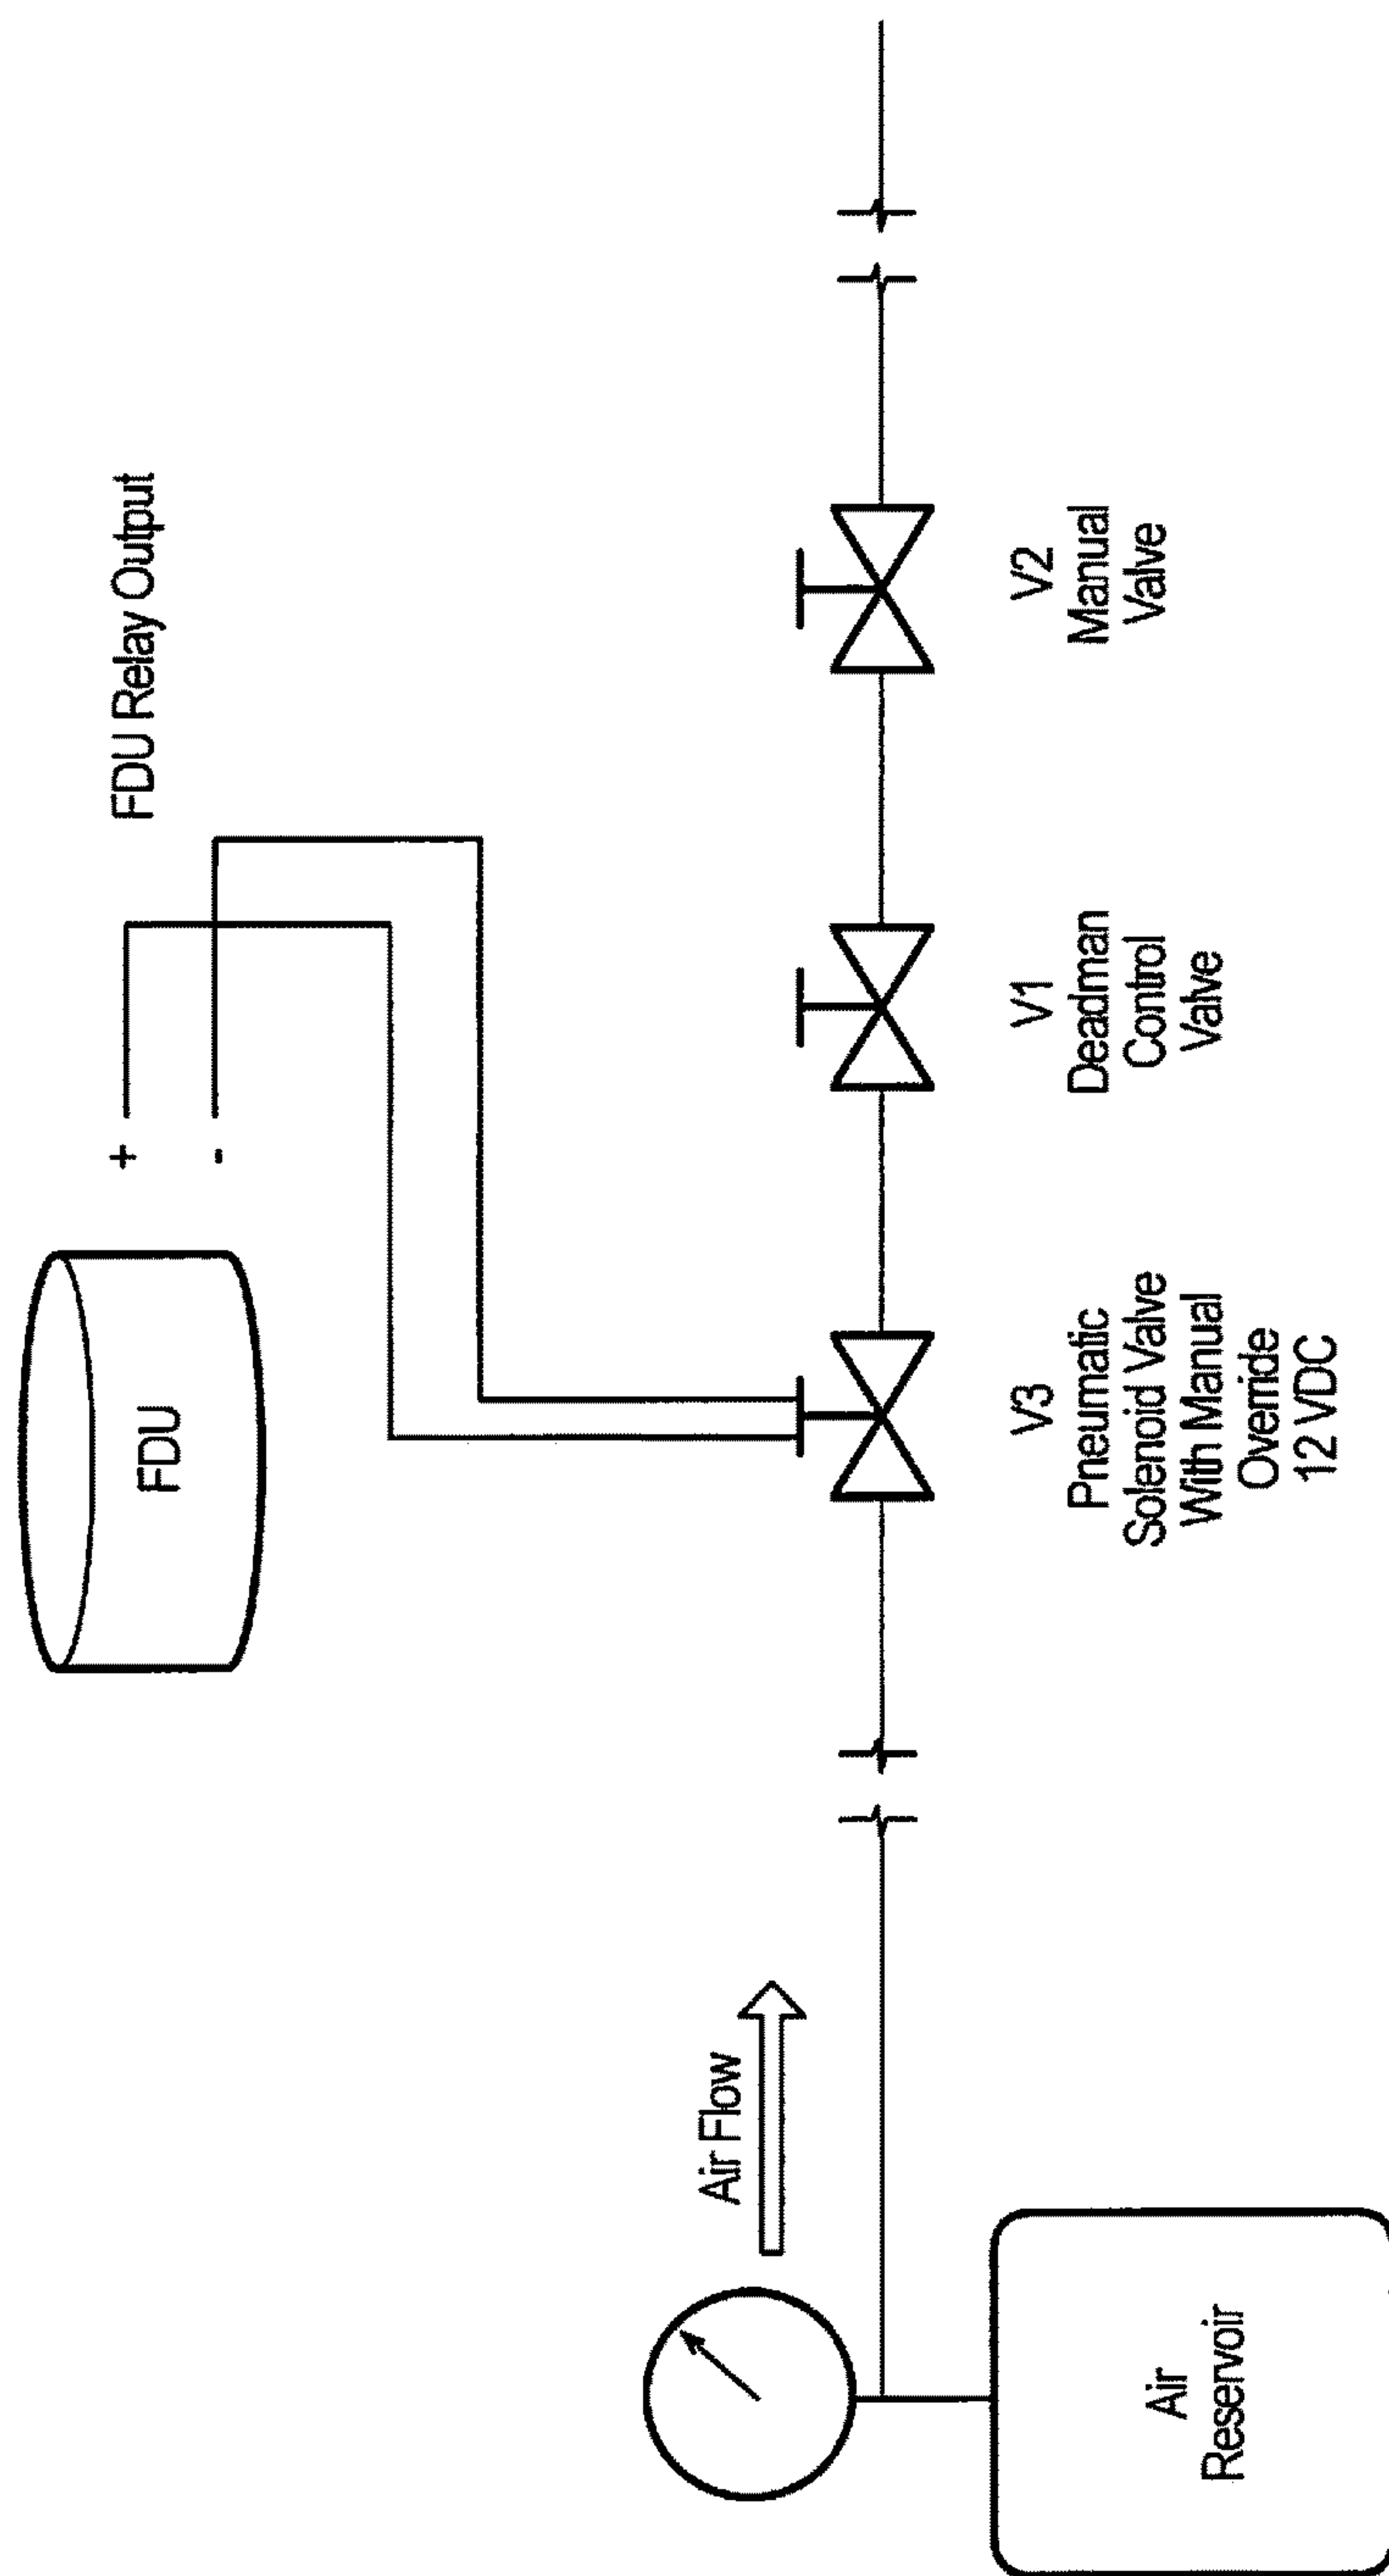 FDU
+
-
FDU Relay Output
Air Flow
Air
Reservoir
V3
Pneumatic
Solenoid Valve
With Manual
Override
12 VDC
V1
Deadman
Control
Valve
V2
Manual
Valve